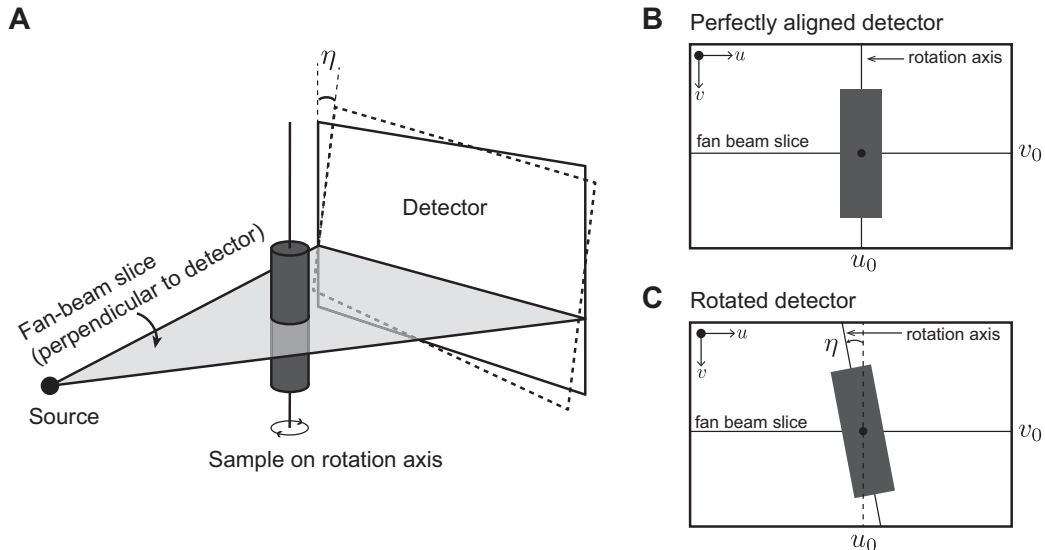 A
η
Detector
Fan-beam slice
(perpendicular to detector)
Source
Sample on rotation axis
B Perfectly aligned detector
u
v
rotation axis
fan beam slice
v₀
u₀
C Rotated detector
u
v
η
rotation axis
fan beam slice
v₀
u₀